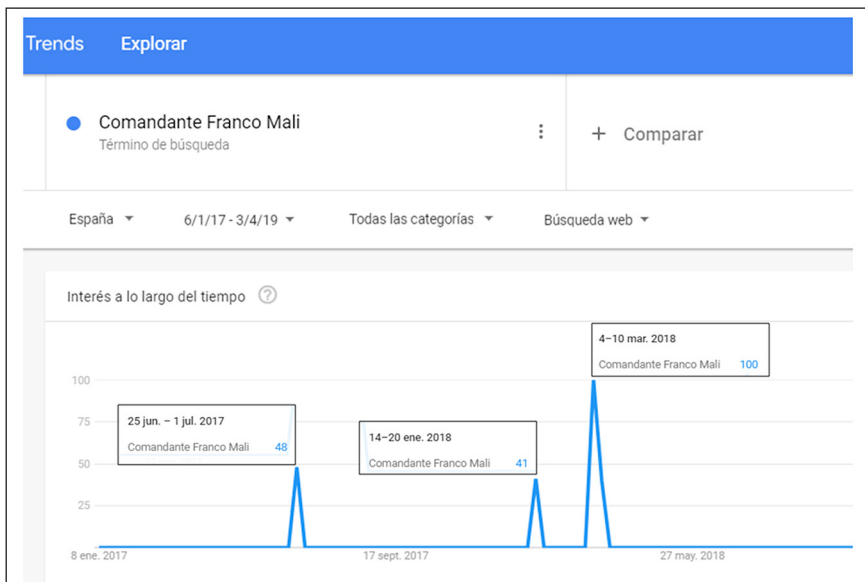 Trends Explorar
Comandante Franco Mali
Término de búsqueda
+ Comparar
España 6/1/17 - 3/4/19 Todas las categorías Búsqueda web
Interés a lo largo del tiempo ?
4–10 mar. 2018
Comandante Franco Mali 100
100
75
25 jun. – 1 jul. 2017
Comandante Franco Mali 48
14–20 ene. 2018
Comandante Franco Mali 41
50
25
8 ene. 2017 17 sept. 2017 27 may. 2018